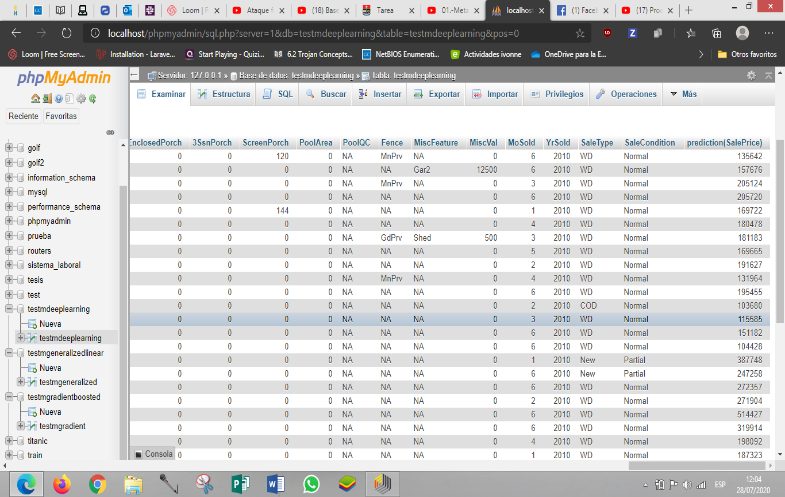 Loom | F
Ataque S
(18) Bas
Tarea
01.-Meta
localhos
(1) Face
(17) Pro
localhost/phpmyadmin/sql.php?server=1&db=testmdeeplearning&table=testmdeeplearning&pos=0
Loom | Free Screen...
Installation - Larave...
Start Playing - Quizi...
6.2 Trojan Concepts...
NetBIOS Enumerati...
Actividades ivonne
OneDrive para la E...
Otros favoritos
phpMyAdmin
Reciente Favoritas
golf
golf2
information_schema
mysql
performance_schema
phpmyadmin
prueba
routers
sistema_laboral
tesis
test
testmdeeplearning
Nueva
testmdeeplearning
testmgeneralizedlinear
Nueva
testmgeneralized
testmgradientboosted
Nueva
testmgradient
titanic
train
Servidor: 127.0.0.1 » Base de datos: testmdeeplearning » tabla: testmdeeplearning
Examinar Estructura SQL Buscar Insertar Exportar Importar Privilegios Operaciones Más
EnclosedPorch 3SsnPorch ScreenPorch PoolArea PoolQC Fence MiscFeature MiscVal MoSold YrSold SaleType SaleCondition prediction(SalePrice)
0 0 120 0 NA MnPrv NA 0 6 2010 WD Normal 135642
0 0 0 0 NA NA Gar2 12500 6 2010 WD Normal 157676
0 0 0 0 NA MnPrv NA 0 3 2010 WD Normal 205124
0 0 0 0 NA NA NA 0 6 2010 WD Normal 205720
0 0 144 0 NA NA NA 0 1 2010 WD Normal 169722
0 0 0 0 NA NA NA 0 4 2010 WD Normal 180478
0 0 0 0 NA GdPrv Shed 500 3 2010 WD Normal 181183
0 0 0 0 NA NA NA 0 5 2010 WD Normal 169665
0 0 0 0 NA NA NA 0 2 2010 WD Normal 191627
0 0 0 0 NA MnPrv NA 0 4 2010 WD Normal 131964
0 0 0 0 NA NA NA 0 6 2010 WD Normal 195455
0 0 0 0 NA NA NA 0 2 2010 COD Normal 103680
0 0 0 0 NA NA NA 0 3 2010 WD Normal 115585
0 0 0 0 NA NA NA 0 6 2010 WD Normal 151182
0 0 0 0 NA NA NA 0 6 2010 WD Normal 104428
0 0 0 0 NA NA NA 0 1 2010 New Partial 387748
0 0 0 0 NA NA NA 0 6 2010 New Partial 247258
0 0 0 0 NA NA NA 0 6 2010 WD Normal 272357
0 0 0 0 NA NA NA 0 2 2010 WD Normal 271904
0 0 0 0 NA NA NA 0 6 2010 WD Normal 514427
0 0 0 0 NA NA NA 0 6 2010 WD Normal 319914
0 0 0 0 NA NA NA 0 4 2010 WD Normal 198092
0 0 0 0 NA NA NA 0 1 2010 WD Normal 187323
Consola
ESP
12:04
28/07/2020